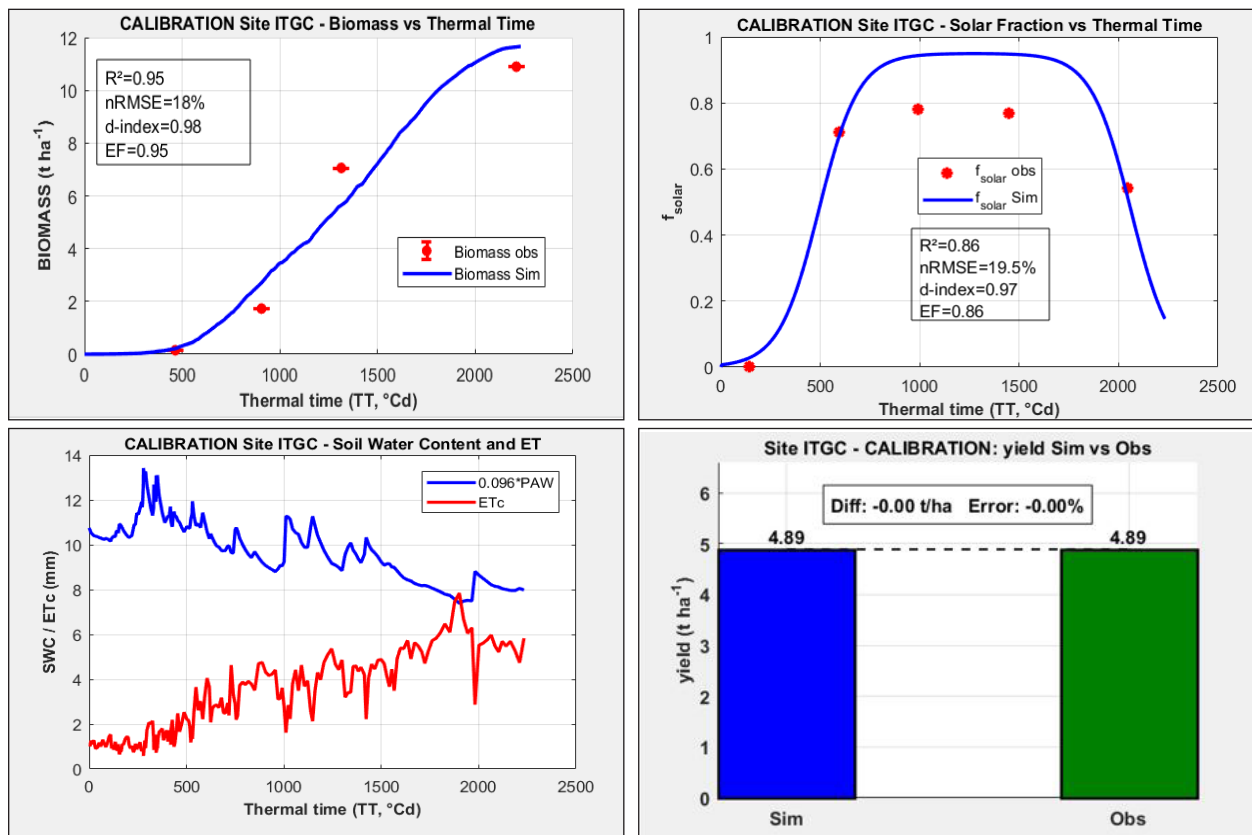 CALIBRATION Site ITGC - Biomass vs Thermal Time
12
10
8
6
4
2
0
BIOMASS (t ha⁻¹)
R²=0.95
nRMSE=18%
d-index=0.98
EF=0.95
Biomass obs
Biomass Sim
0 500 1000 1500 2000 2500
Thermal time (TT, °Cd)
CALIBRATION Site ITGC - Solar Fraction vs Thermal Time
1
0.8
0.6
0.4
0.2
0
f_solar
f_solar obs
f_solar Sim
R²=0.86
nRMSE=19.5%
d-index=0.97
EF=0.86
0 500 1000 1500 2000 2500
Thermal time (TT, °Cd)
CALIBRATION Site ITGC - Soil Water Content and ET
14
12
10
8
6
4
2
0
SWC / ETc (mm)
0.096*PAW
ETc
0 500 1000 1500 2000 2500
Thermal time (TT, °Cd)
Site ITGC - CALIBRATION: yield Sim vs Obs
6
5
4
3
2
1
0
yield (t ha⁻¹)
Diff: -0.00 t/ha Error: -0.00%
4.89 4.89
Sim Obs